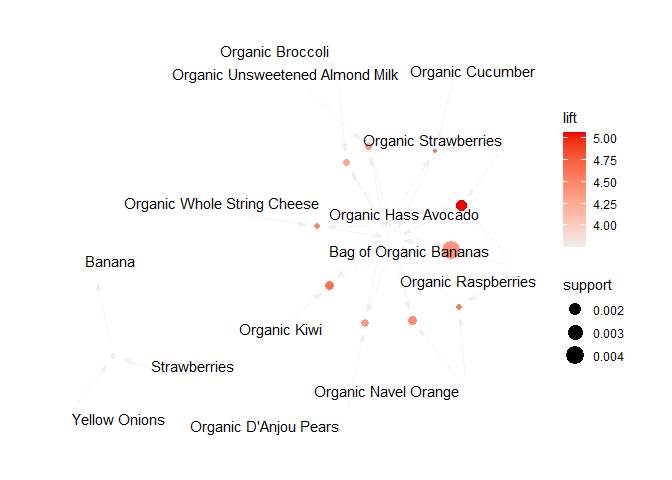 Organic Broccoli
Organic Unsweetened Almond Milk
Organic Cucumber
Organic Strawberries
Organic Whole String Cheese
Organic Hass Avocado
Bag of Organic Bananas
Banana
Organic Raspberries
Organic Kiwi
Strawberries
Organic Navel Orange
Yellow Onions
Organic D'Anjou Pears
lift
5.00
4.75
4.50
4.25
4.00
support
0.002
0.003
0.004